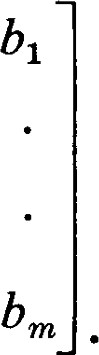 b₁
.
.
bₘ ].